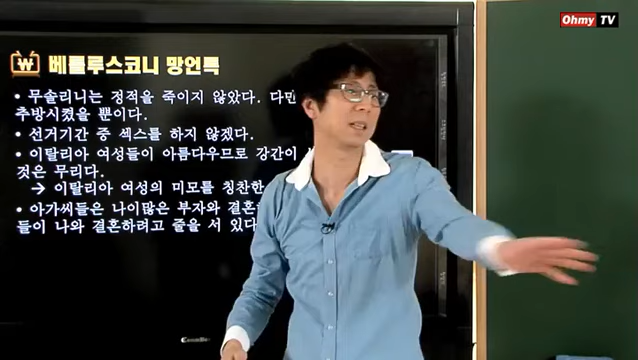 Ohmy TV
₩ 베를루스코니 망언록
• 무솔리니는 정적을 죽이지 않았다. 다만
추방시켰을 뿐이다.
• 선거기간 중 섹스를 하지 않겠다.
• 이탈리아 여성들이 아름다우므로 강간이
것은 무리다.
→ 이탈리아 여성의 미모를 칭찬한
• 아가씨들은 나이많은 부자와 결혼
들이 나와 결혼하려고 줄을 서 있다